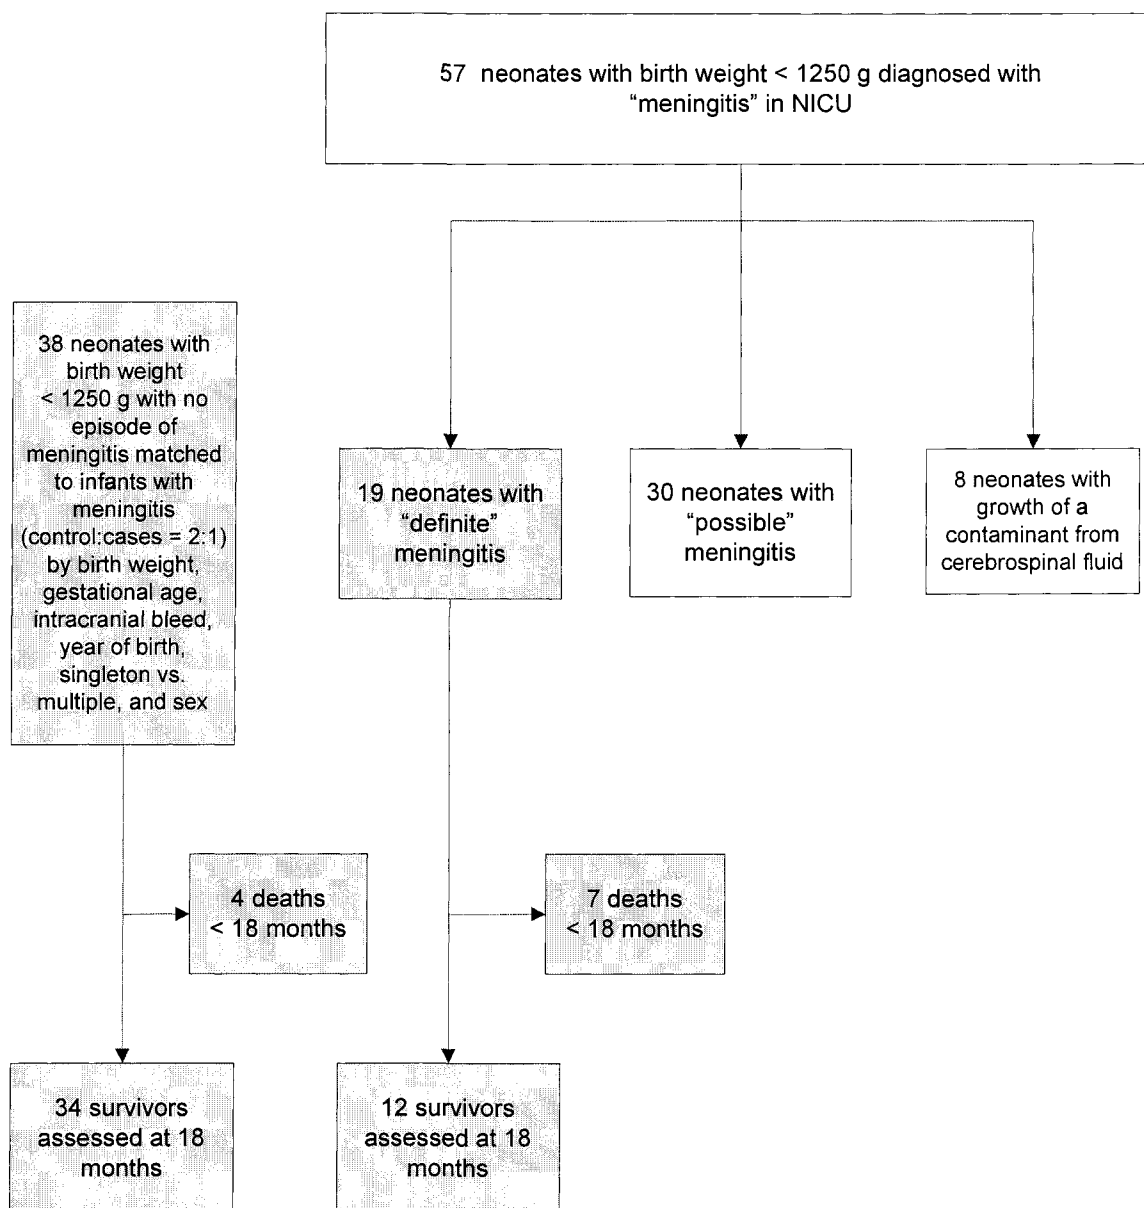 57 neonates with birth weight < 1250 g diagnosed with
“meningitis” in NICU
38 neonates with
birth weight
< 1250 g with no
episode of
meningitis matched
to infants with
meningitis
(control:cases = 2:1)
by birth weight,
gestational age,
intracranial bleed,
year of birth,
singleton vs.
multiple, and sex
19 neonates with
“definite”
meningitis
30 neonates with
“possible”
meningitis
8 neonates with
growth of a
contaminant from
cerebrospinal fluid
4 deaths
< 18 months
7 deaths
< 18 months
34 survivors
assessed at 18
months
12 survivors
assessed at 18
months